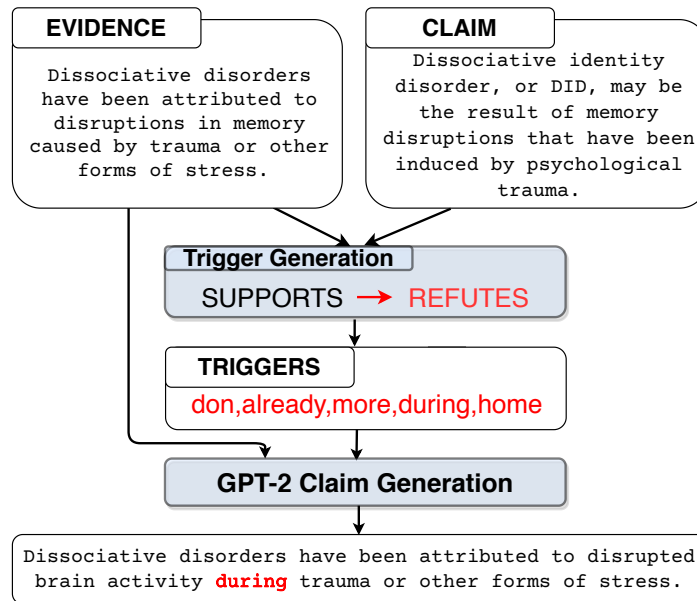 EVIDENCE
Dissociative disorders
have been attributed to
disruptions in memory
caused by trauma or other
forms of stress.
CLAIM
Dissociative identity
disorder, or DID, may be
the result of memory
disruptions that have been
induced by psychological
trauma.
Trigger Generation
SUPPORTS → REFUTES
TRIGGERS
don,already,more,during,home
GPT-2 Claim Generation
Dissociative disorders have been attributed to disrupted
brain activity during trauma or other forms of stress.